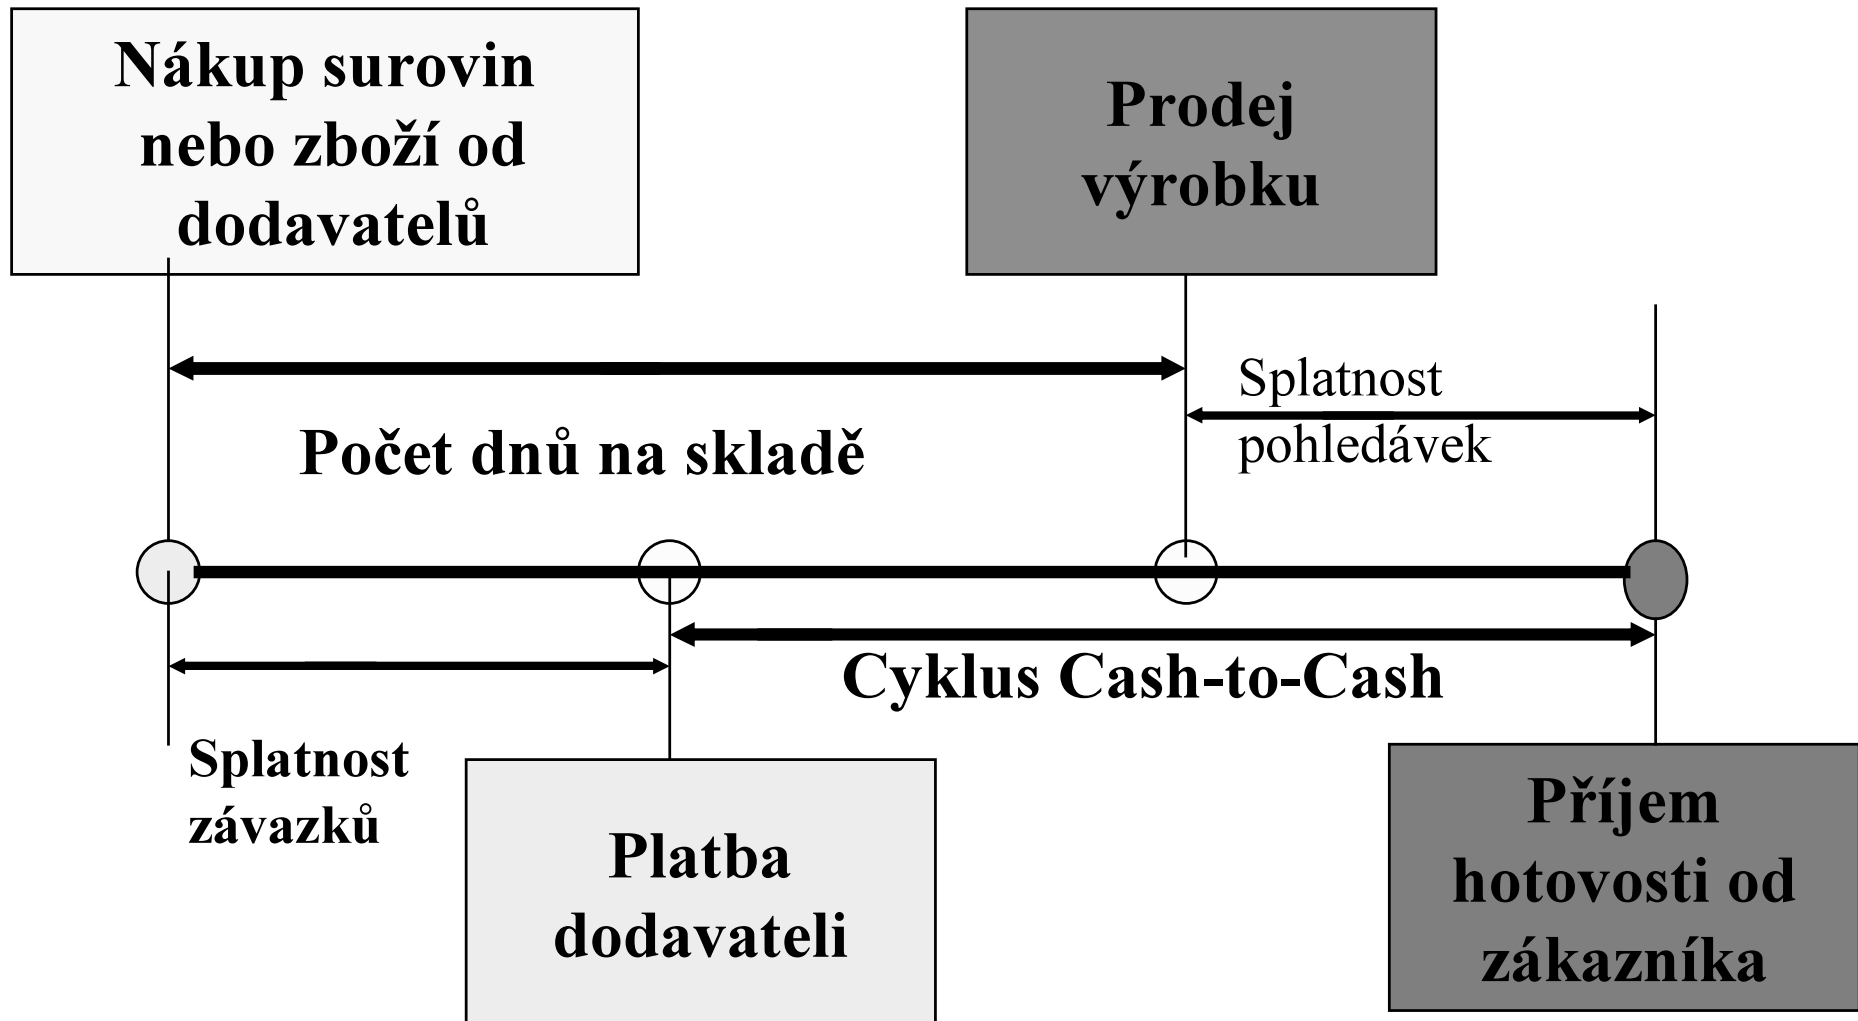 Nákup surovin
nebo zboží od
dodavatelů
Prodej
výrobku
Splatnost
pohledávek
Počet dnů na skladě
Cyklus Cash-to-Cash
Splatnost
závazků
Platba
dodavateli
Příjem
hotovosti od
zákazníka